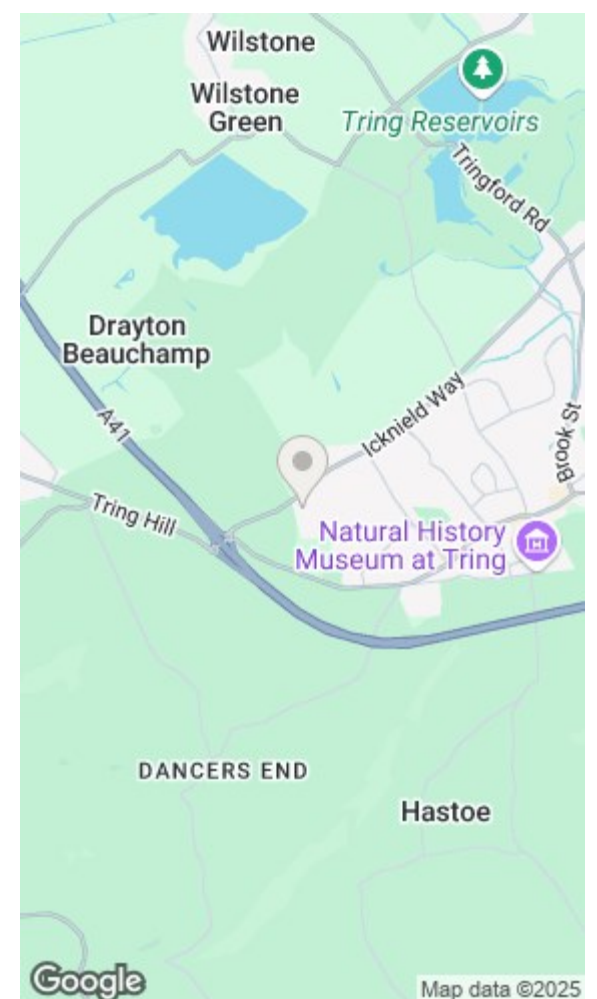 Wilstone
Wilstone
Green
Tring Reservoirs
Tringford Rd
Drayton
Beauchamp
A41
Icknield Way
Brook St
Tring Hill
Natural History
Museum at Tring
DANCERS END
Hastoe
Google
Map data ©2025